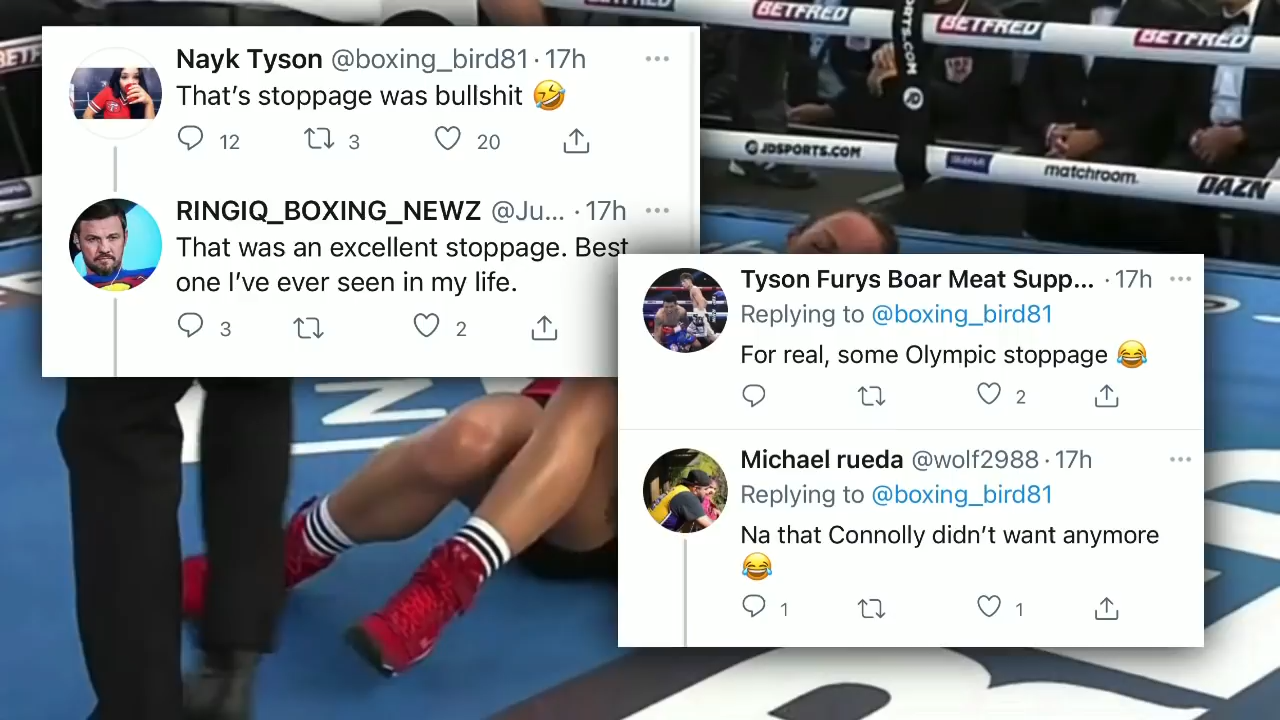 Nayk Tyson @boxing_bird81 · 17h
That's stoppage was bullshit 🤣
12 3 20
RINGIQ_BOXING_NEWZ @Ju... · 17h
That was an excellent stoppage. Best
one I've ever seen in my life.
3 2
Tyson Furys Boar Meat Supp... · 17h
Replying to @boxing_bird81
For real, some Olympic stoppage 😂
2
Michael rueda @wolf2988 · 17h
Replying to @boxing_bird81
Na that Connolly didn't want anymore
😂
1 1
BETFRED
BETFRED BETFRED BETFRED
JDSPORTS.COM
matchroom.
DAZN